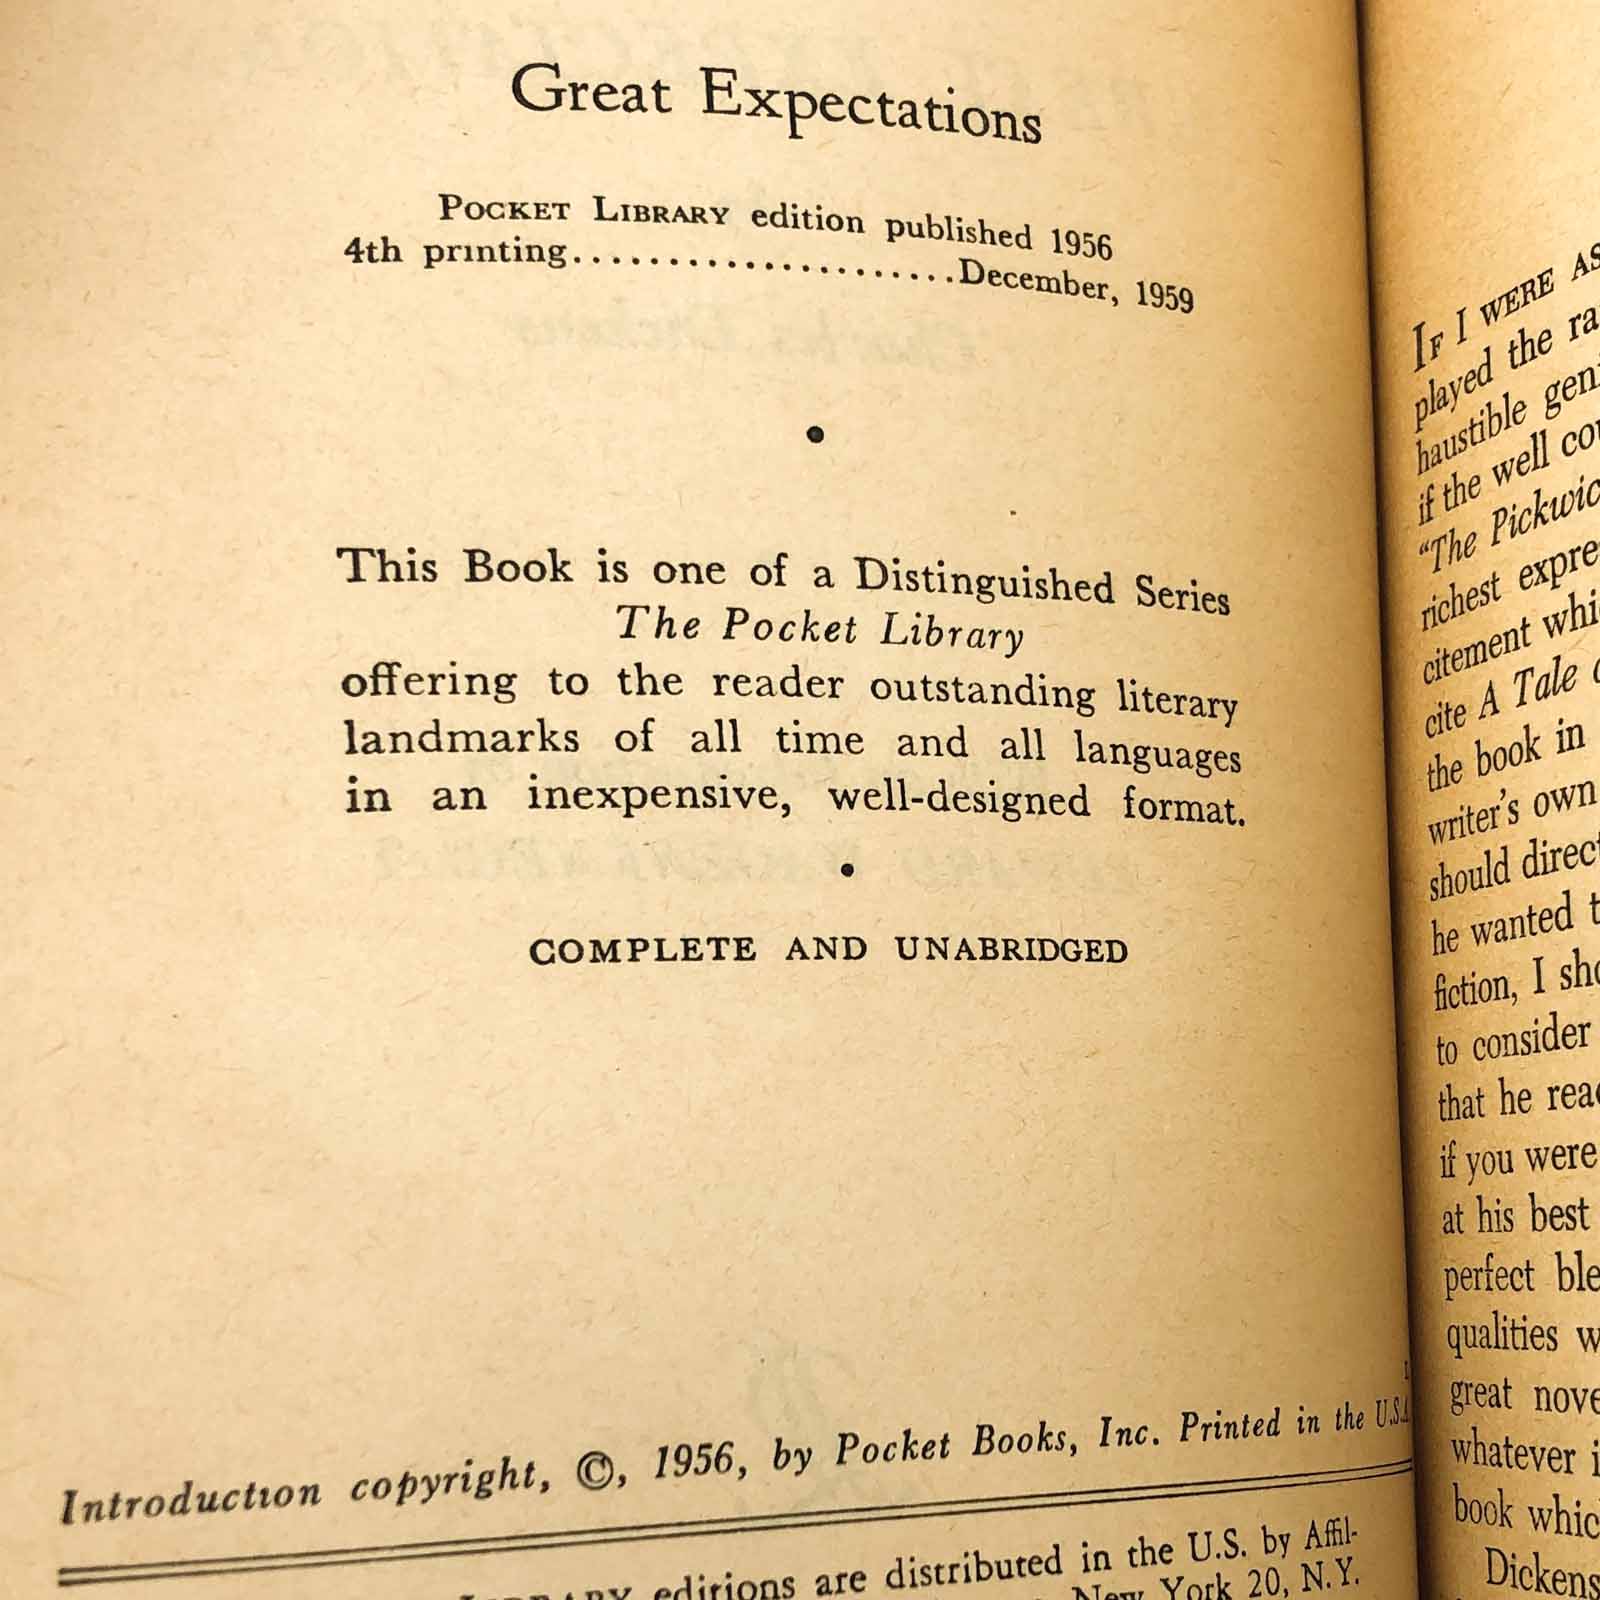 Great Expectations
POCKET LIBRARY edition published 1956
4th printing.....................December, 1959
•
This Book is one of a Distinguished Series
The Pocket Library
offering to the reader outstanding literary
landmarks of all time and all languages
in an inexpensive, well-designed format.
•
COMPLETE AND UNABRIDGED
Introduction copyright, ©, 1956, by Pocket Books, Inc. Printed in the U.S.A
LIBRARY editions are distributed in the U.S. by Affil-
New York 20, N.Y.
IF I WERE AS
played the ra
haustible geni
if the well cou
"The Pickwic
richest expre
citement whi
cite A Tale
the book in
writer's own
should direct
he wanted t
fiction, I sho
to consider
that he read
if you were
at his best
perfect ble
qualities w
great nove
whatever i
book whic
Dickens